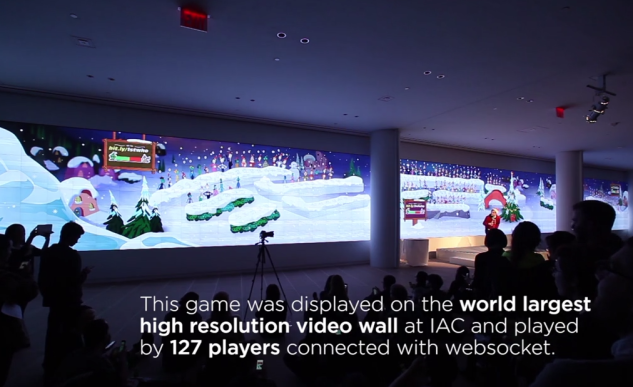 This game was displayed on the world largest
high resolution video wall at IAC and played
by 127 players connected with websocket.